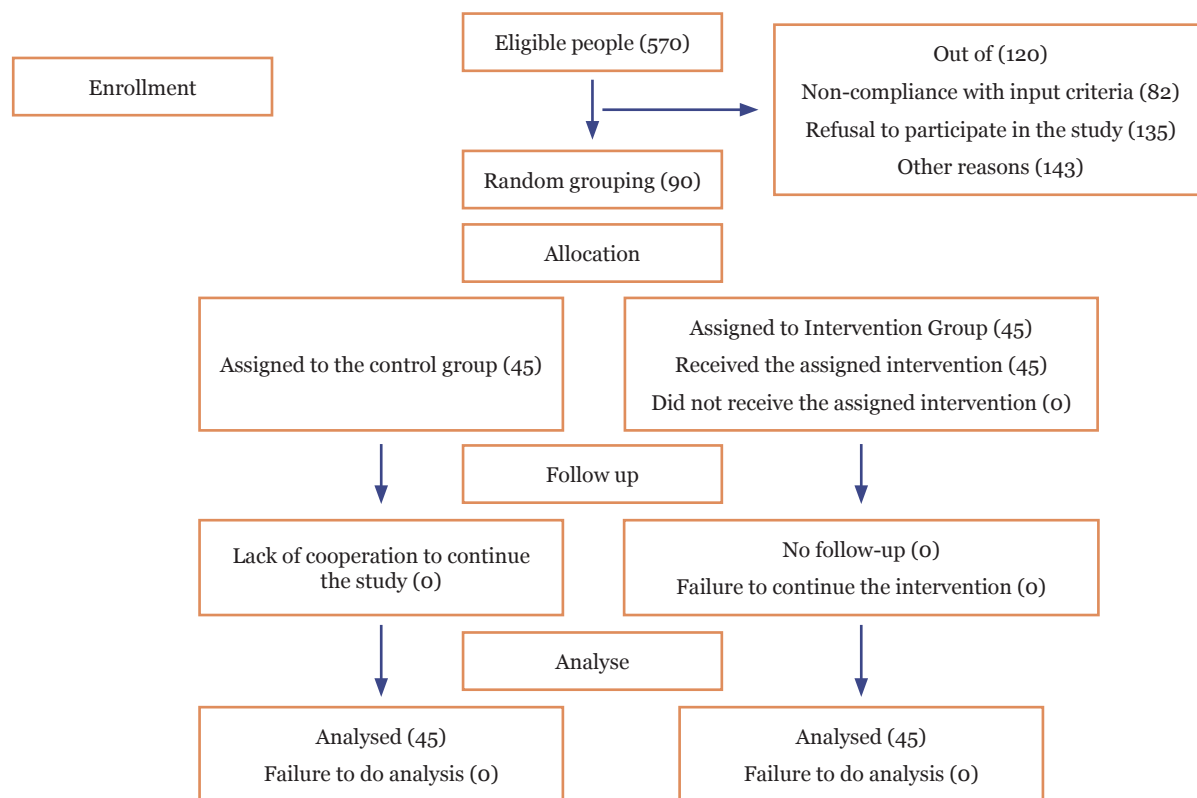 Eligible people (570)
Enrollment
Out of (120)
Non-compliance with input criteria (82)
Refusal to participate in the study (135)
Other reasons (143)
Random grouping (90)
Allocation
Assigned to the control group (45)
Assigned to Intervention Group (45)
Received the assigned intervention (45)
Did not receive the assigned intervention (0)
Follow up
Lack of cooperation to continue
the study (0)
No follow-up (0)
Failure to continue the intervention (0)
Analyse
Analysed (45)
Failure to do analysis (0)
Analysed (45)
Failure to do analysis (0)